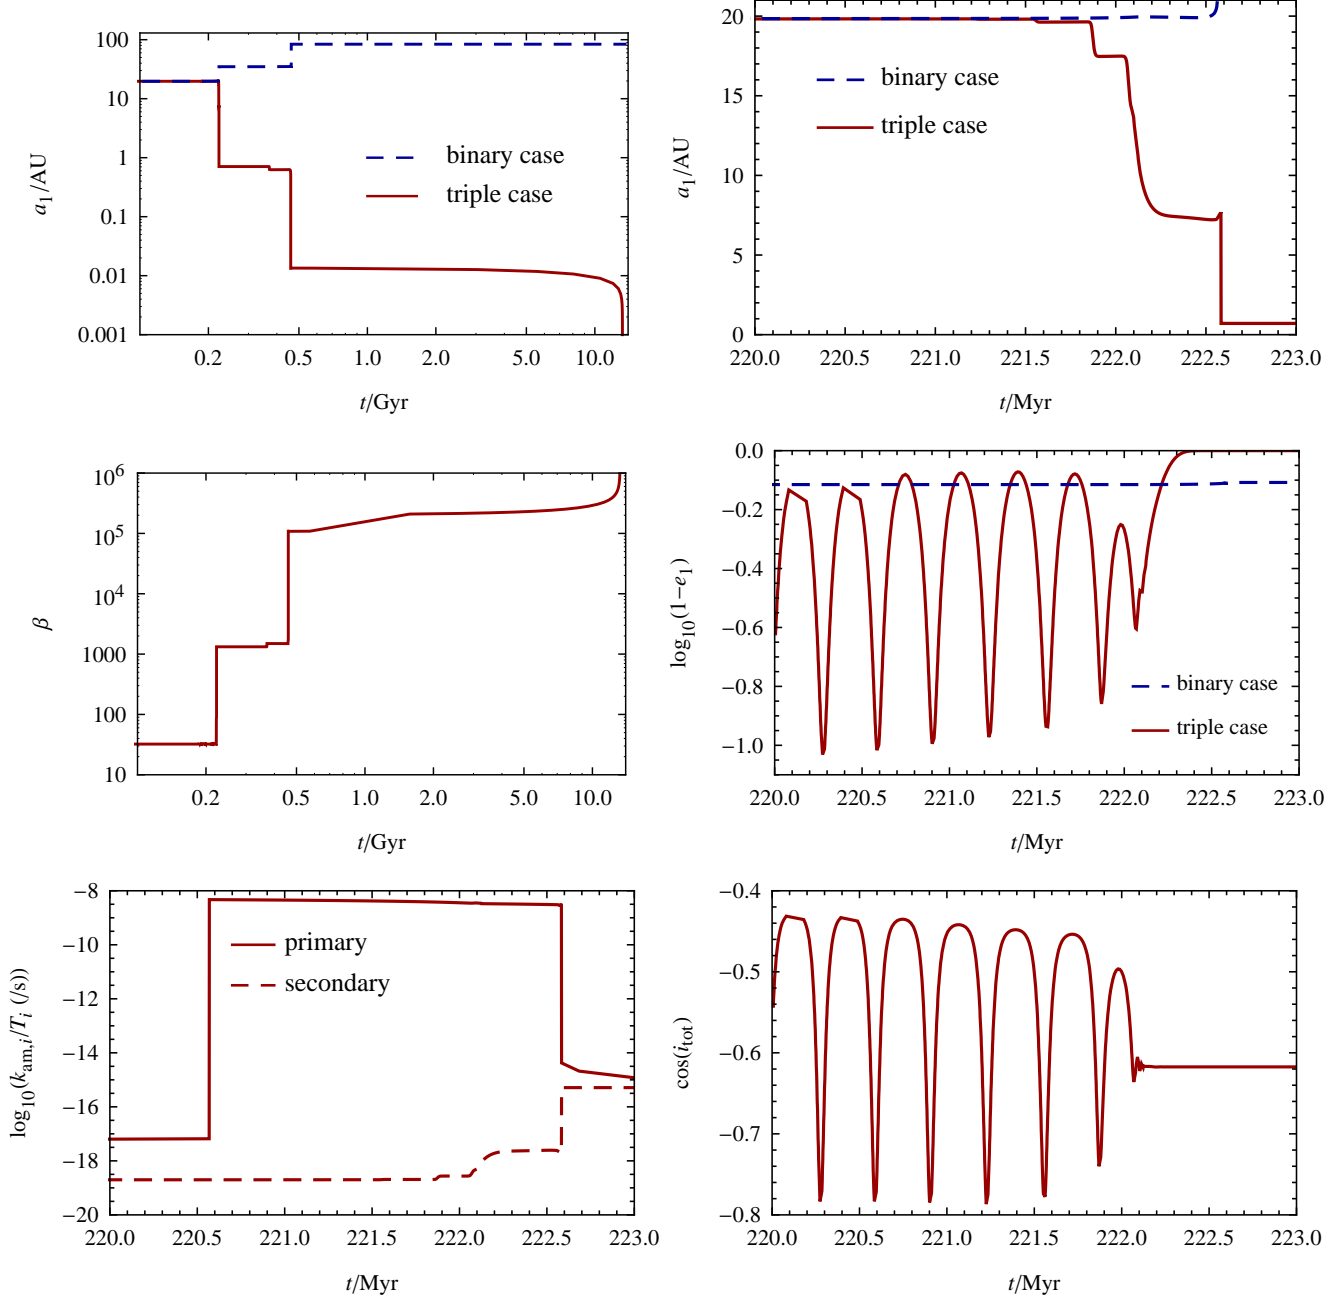 100
10
1
0.1
0.01
0.001
a1/AU
binary case
triple case
0.2 0.5 1.0 2.0 5.0 10.0
t/Gyr
20
15
10
5
0
a1/AU
binary case
triple case
220.0 220.5 221.0 221.5 222.0 222.5 223.0
t/Myr
10^6
10^5
10^4
1000
100
10
β
0.2 0.5 1.0 2.0 5.0 10.0
t/Gyr
0.0
−0.2
−0.4
−0.6
−0.8
−1.0
log10(1−e1)
binary case
triple case
220.0 220.5 221.0 221.5 222.0 222.5 223.0
t/Myr
−8
−10
−12
−14
−16
−18
−20
log10(kam,i/Ti (/s))
primary
secondary
220.0 220.5 221.0 221.5 222.0 222.5 223.0
t/Myr
−0.4
−0.5
−0.6
−0.7
−0.8
cos(itot)
220.0 220.5 221.0 221.5 222.0 222.5 223.0
t/Myr